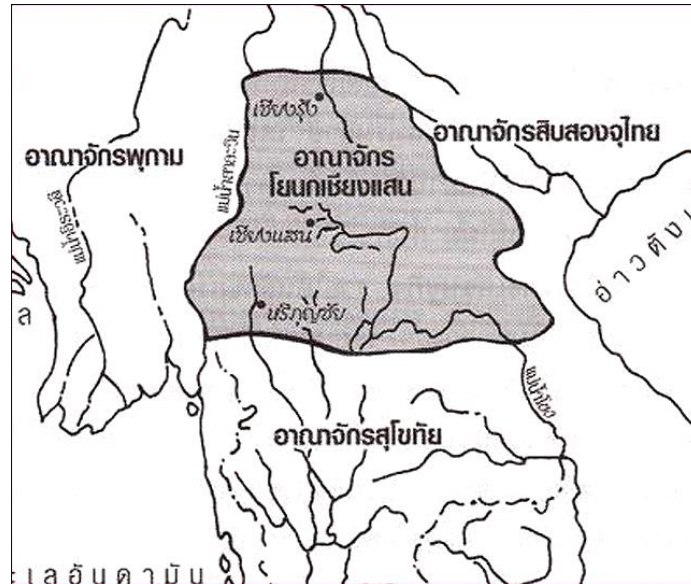 เชียงรุ้ง
อาณาจักรสิบสองจุไทย
อาณาจักรพุกาม
แม่น้ำสาละวิน
อาณาจักร
โยนกเชียงแสน
แม่น้ำอิระวดี
เชียงแสน
อ่าวตังเ
ล
หริภุญชัย
แม่น้ำโขง
อาณาจักรสุโขทัย
ะเลอันดามัน